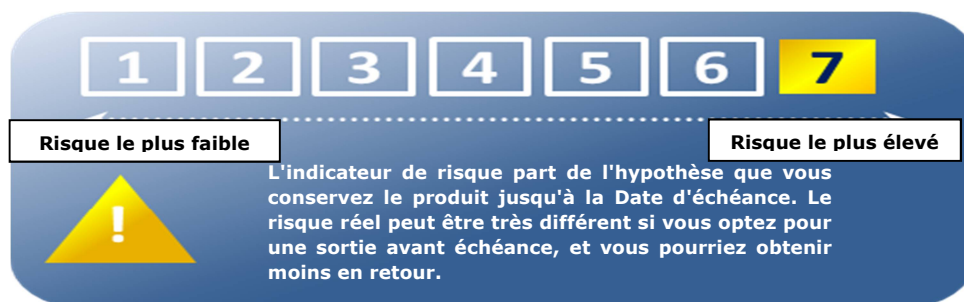 1 2 3 4 5 6 7
Risque le plus faible
Risque le plus élevé
!
L'indicateur de risque part de l'hypothèse que vous
conservez le produit jusqu'à la Date d'échéance. Le
risque réel peut être très différent si vous optez pour
une sortie avant échéance, et vous pourriez obtenir
moins en retour.